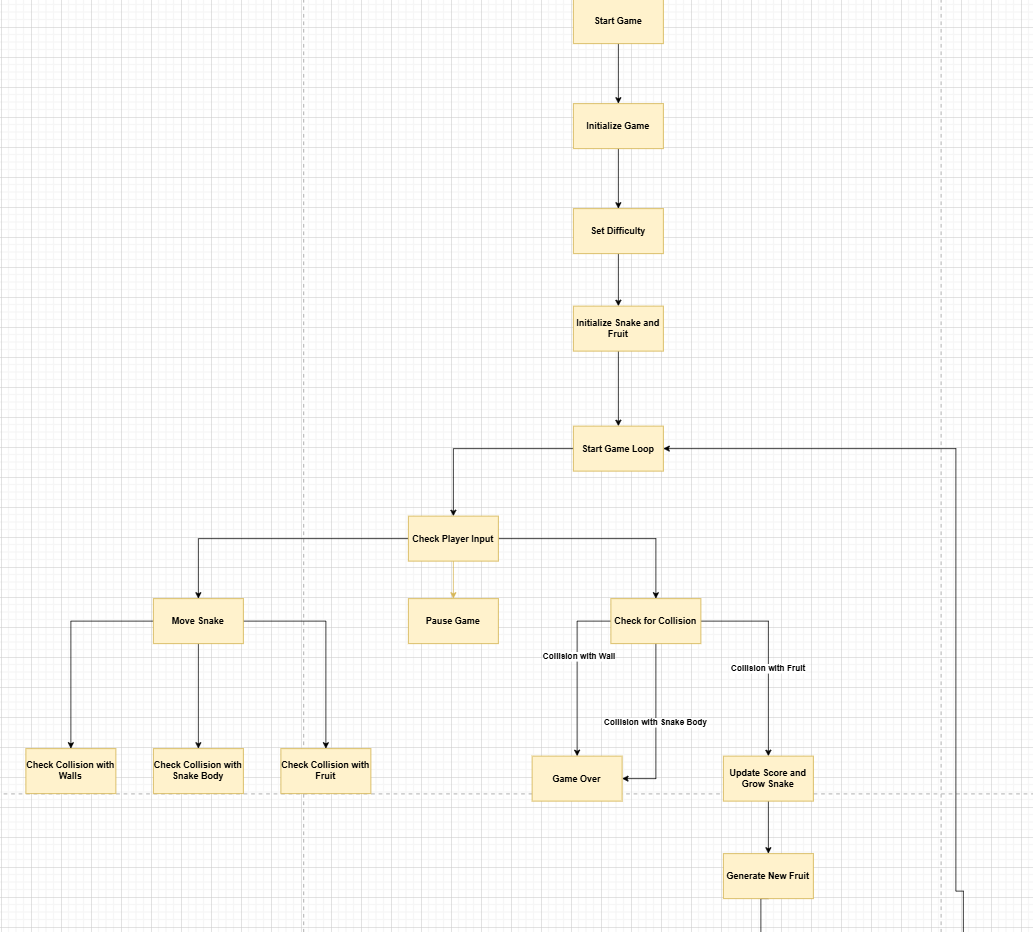 Start Game
Initialize Game
Set Difficulty
Initialize Snake and
Fruit
Start Game Loop
Check Player Input
Move Snake
Pause Game
Check for Collision
Collision with Wall
Collision with Fruit
Collision with Snake Body
Check Collision with
Walls
Check Collision with
Snake Body
Check Collision with
Fruit
Game Over
Update Score and
Grow Snake
Generate New Fruit